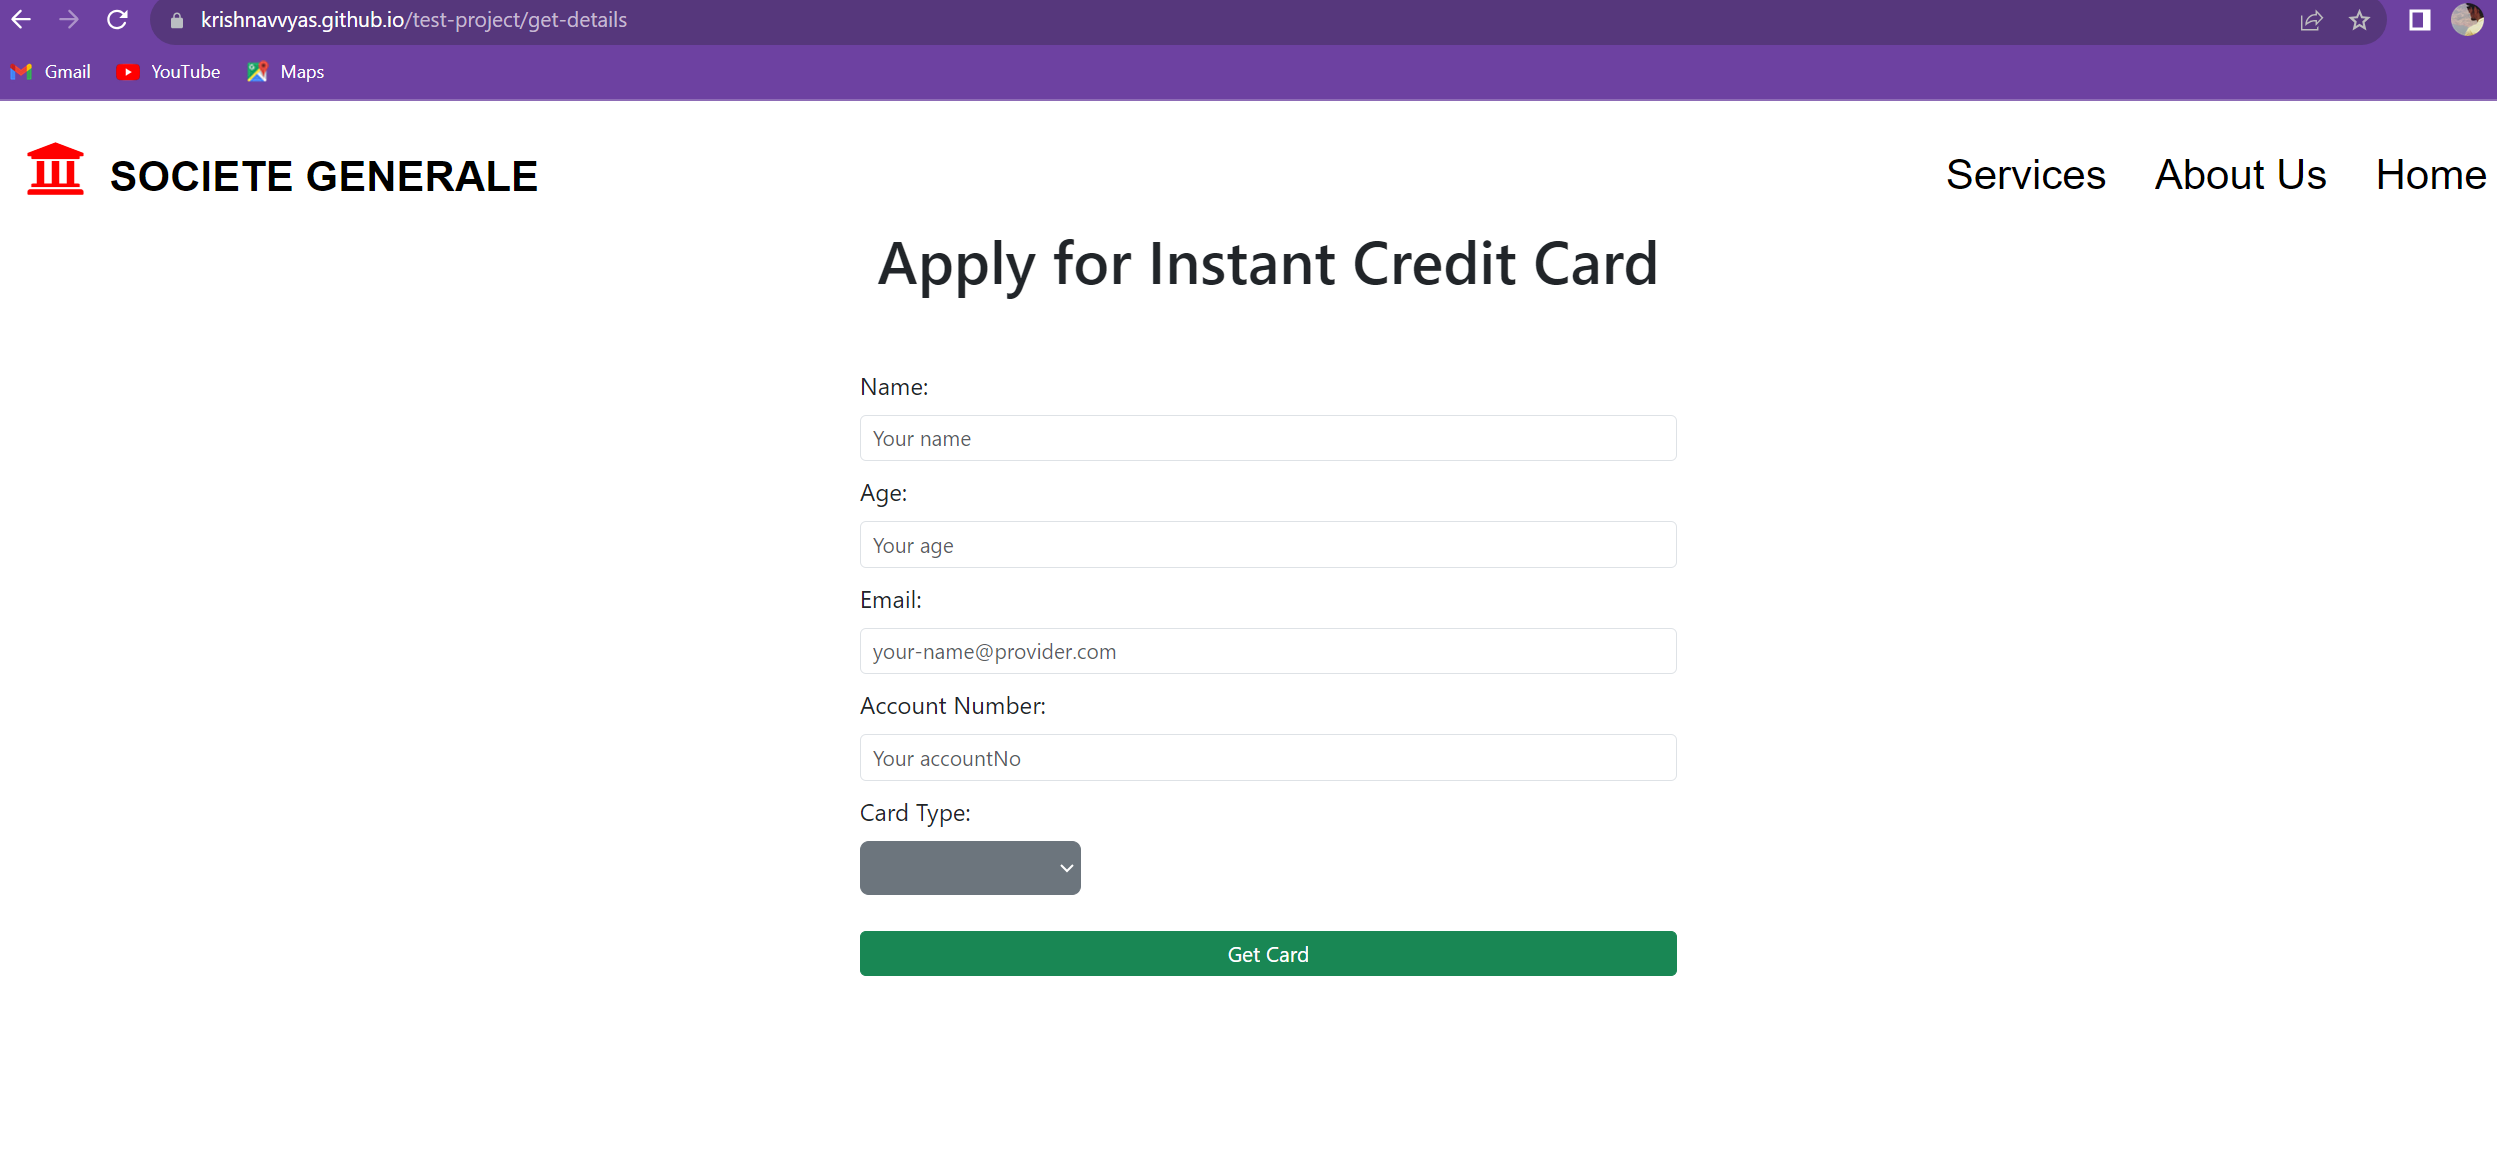 krishnavvyas.github.io/test-project/get-details
Gmail YouTube Maps
SOCIETE GENERALE Services About Us Home
Apply for Instant Credit Card
Name:
Your name
Age:
Your age
Email:
your-name@provider.com
Account Number:
Your accountNo
Card Type:
Get Card